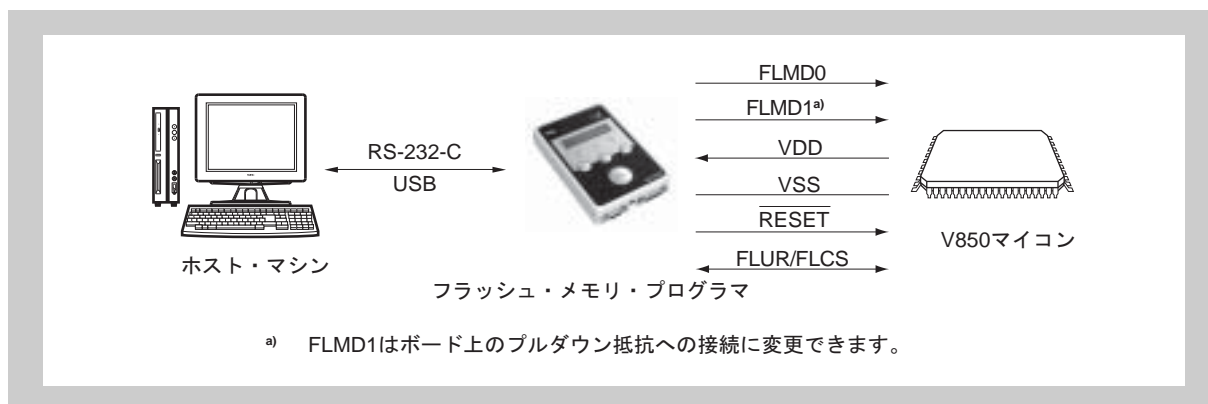 FLMD0
FLMD1a)
RS-232-C
VDD
USB
VSS
RESET
V850マイコン
ホスト・マシン
FLUR/FLCS
フラッシュ・メモリ・プログラマ
a) FLMD1はボード上のプルダウン抵抗への接続に変更できます。